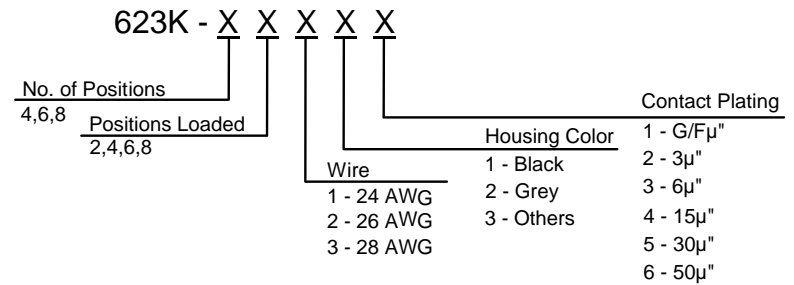 623K - X X X X X
No. of Positions
4,6,8
Positions Loaded
2,4,6,8
Wire
1 - 24 AWG
2 - 26 AWG
3 - 28 AWG
Housing Color
1 - Black
2 - Grey
3 - Others
Contact Plating
1 - G/Fµ"
2 - 3µ"
3 - 6µ"
4 - 15µ"
5 - 30µ"
6 - 50µ"